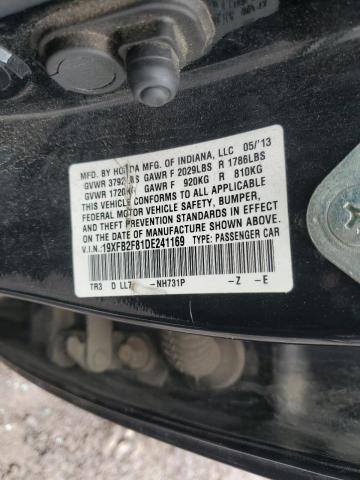 MFD. BY HONDA MFG. OF INDIANA, LLC 05/'13
GVWR 3792LBS GAWR F 2029LBS R 1786LBS
GVWR 1720KG GAWR F 920KG R 810KG
THIS VEHICLE CONFORMS TO ALL APPLICABLE
FEDERAL MOTOR VEHICLE SAFETY, BUMPER,
AND THEFT PREVENTION STANDARDS IN EFFECT
ON THE DATE OF MANUFACTURE SHOWN ABOVE.
V.I.N.: 19XFB2F81DE241169 TYPE: PASSENGER CAR
TR3 D LL7 -NH731P -Z -E